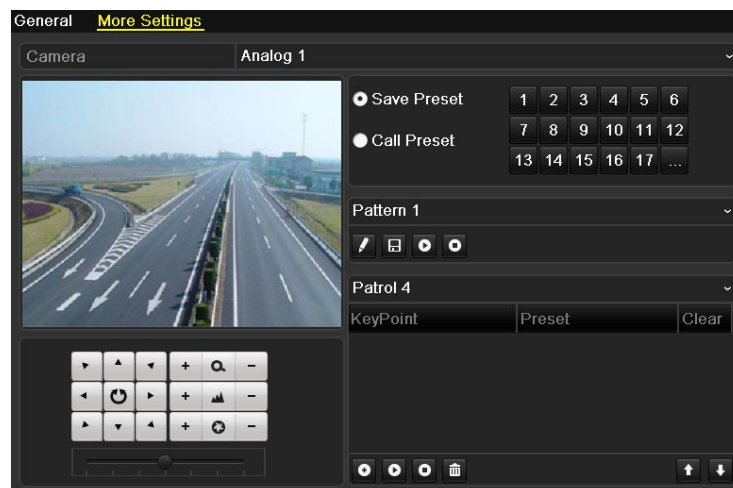 General More Settings
Camera Analog 1
Save Preset 1 2 3 4 5 6
Call Preset 7 8 9 10 11 12
13 14 15 16 17 ...
Pattern 1
Patrol 4
KeyPoint Preset Clear